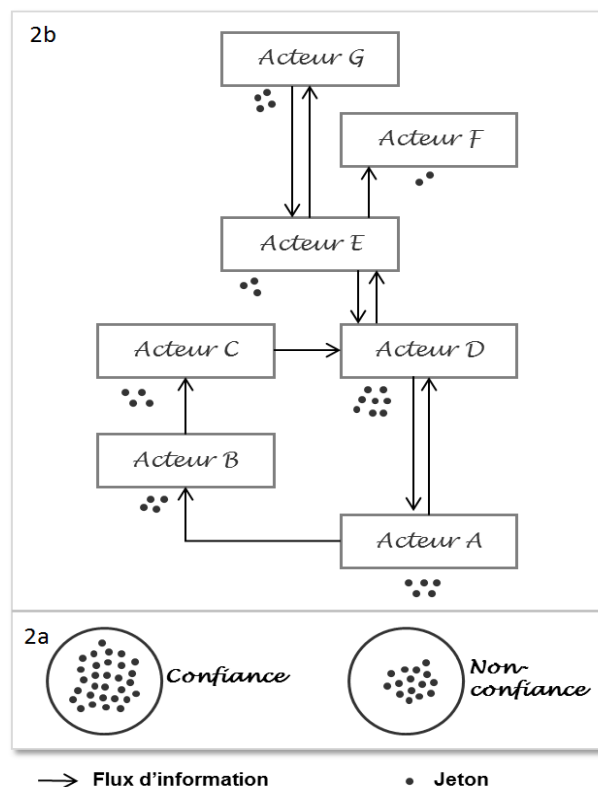 2b
Acteur G
Acteur F
Acteur E
Acteur C
Acteur D
Acteur B
Acteur A
2a
Confiance
Non-
confiance
Flux d'information
Jeton